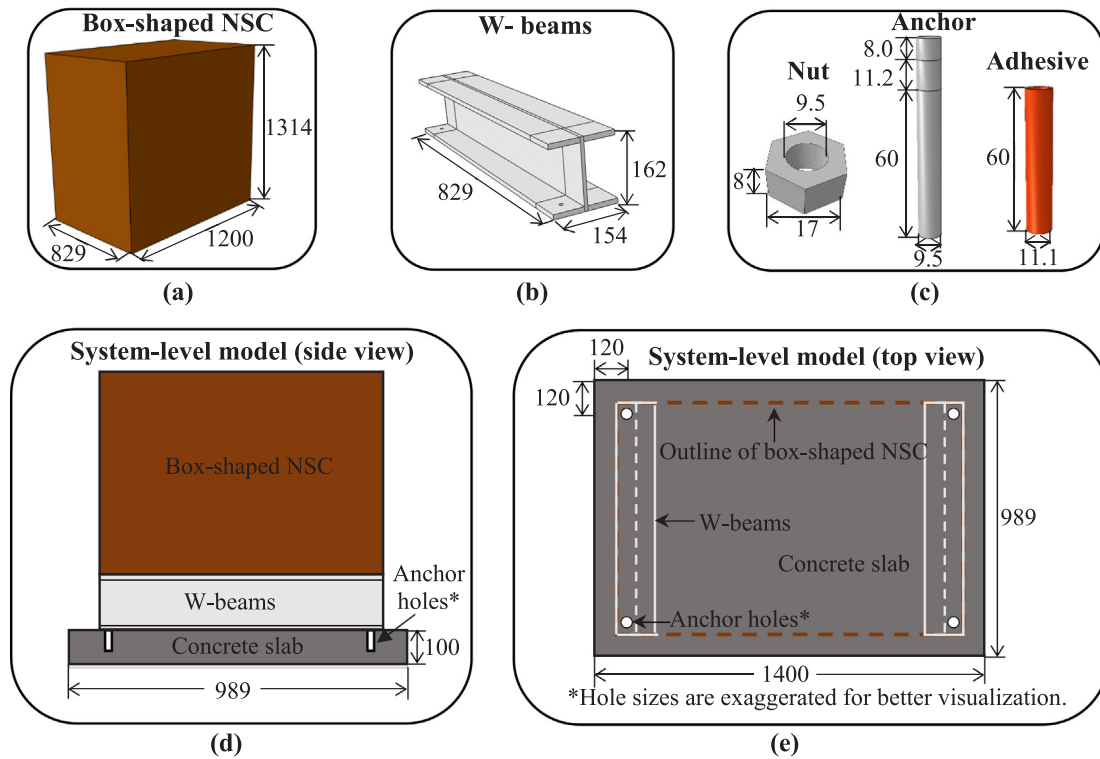 Box-shaped NSC
1314
829
1200
(a)
W- beams
829
162
154
(b)
Anchor
8.0
11.2
60
9.5
Nut
9.5
8
17
Adhesive
60
11.1
(c)
System-level model (side view)
Box-shaped NSC
W-beams
Anchor
holes*
Concrete slab
100
989
(d)
System-level model (top view)
120
120
Outline of box-shaped NSC
W-beams
989
Concrete slab
Anchor holes*
1400
*Hole sizes are exaggerated for better visualization.
(e)